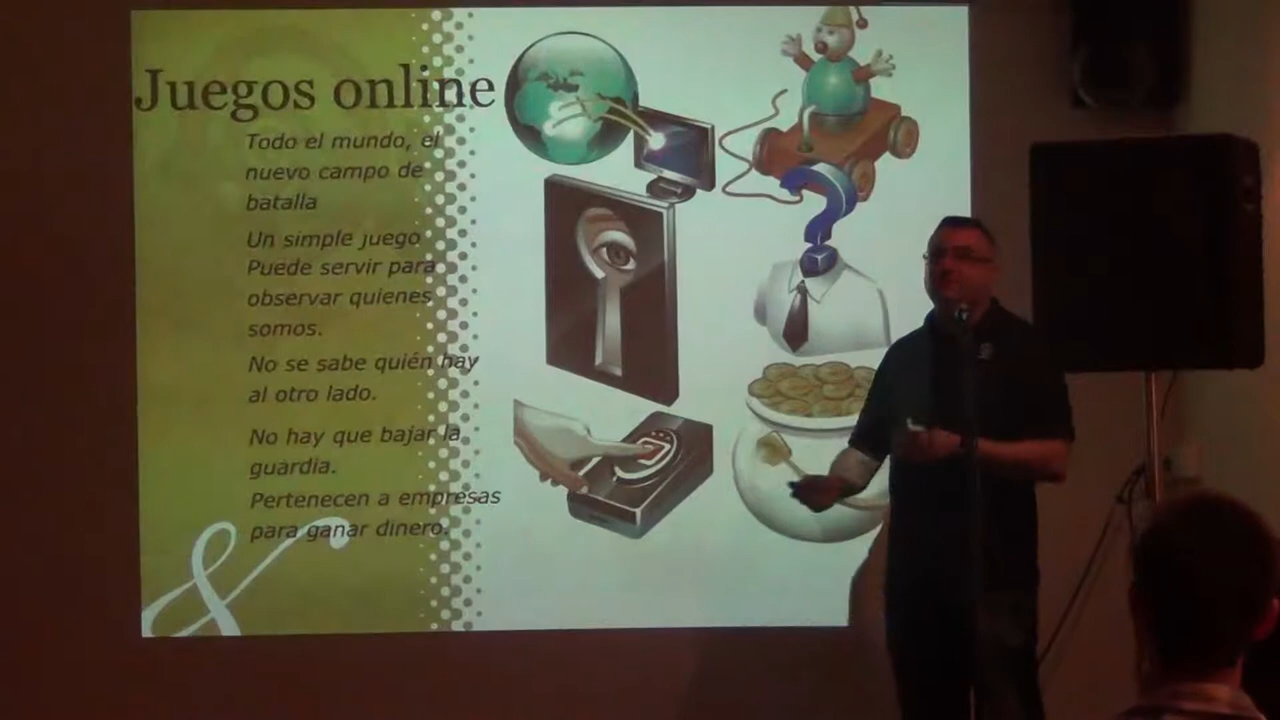 Juegos online
Todo el mundo, el
nuevo campo de
batalla
Un simple juego
Puede servir para
observar quienes
somos.
No se sabe quién hay
al otro lado.
No hay que bajar la
guardia.
Pertenecen a empresas
para ganar dinero.
&